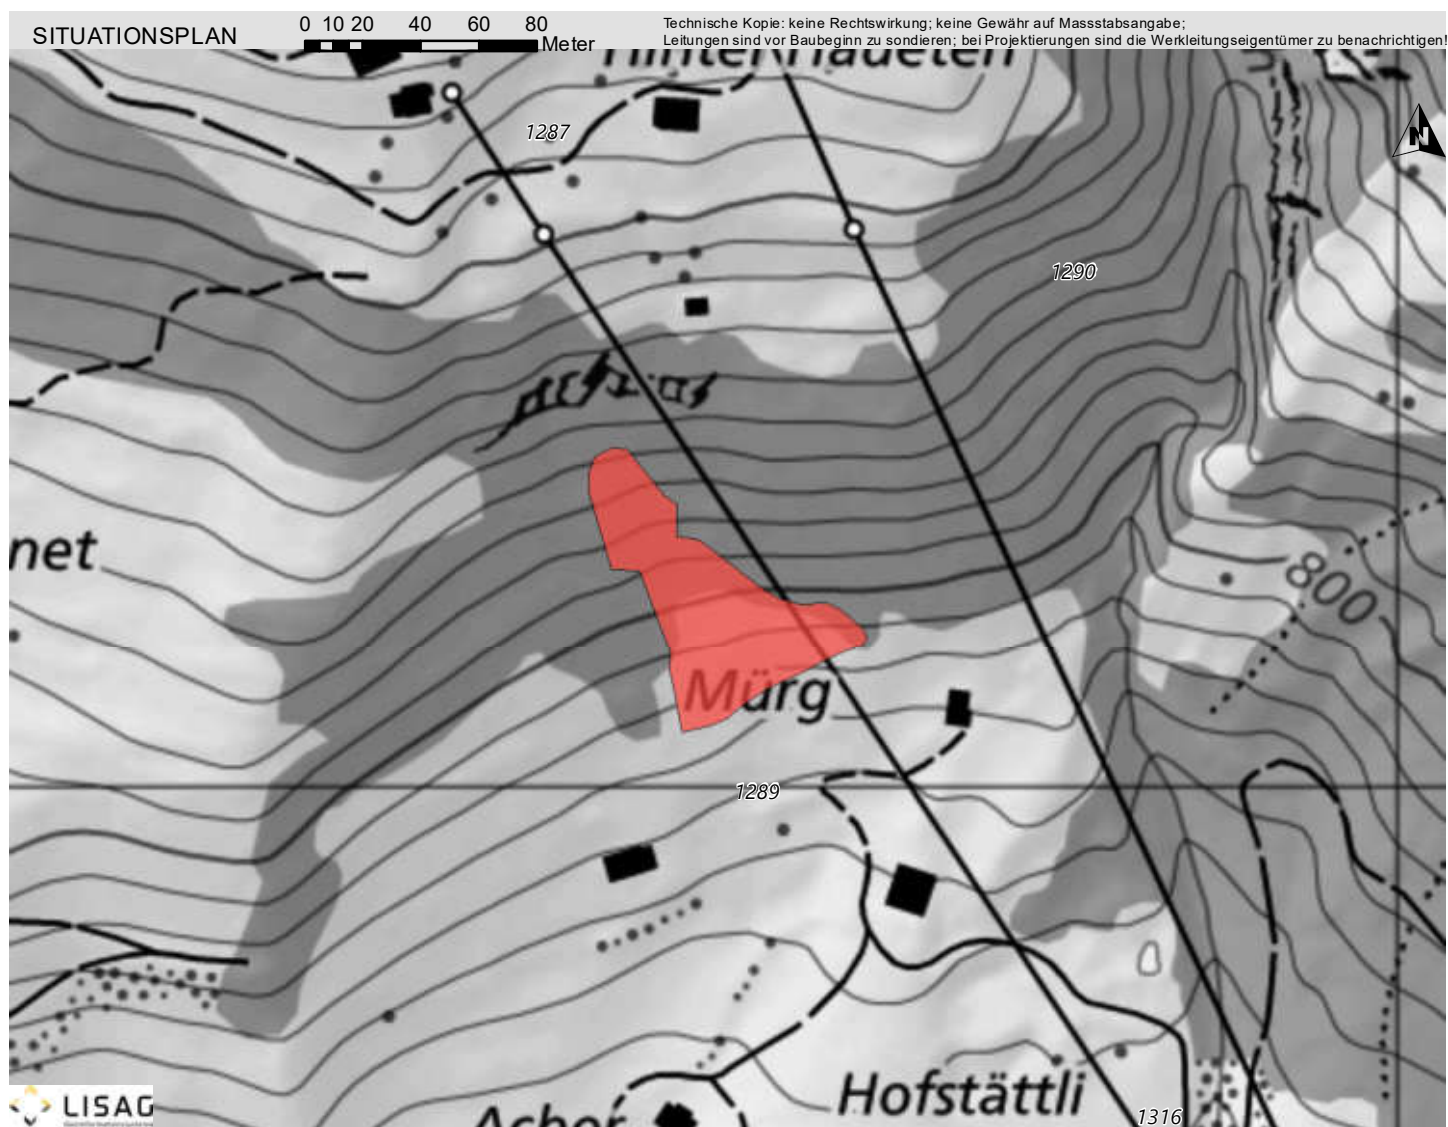 SITUATIONSPLAN
0 10 20 40 60 80
Meter
Technische Kopie: keine Rechtswirkung; keine Gewähr auf Massstabsangabe;
Leitungen sind vor Baubeginn zu sondieren; bei Projektierungen sind die Werkleitungseigentümer zu benachrichtigen!
N
1287
1290
net
800
Mürg
1289
Hofstättli
LISAG
1316